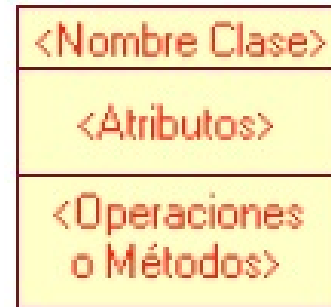 <Nombre Clase>
<Atributos>
<Operaciones
o Métodos>